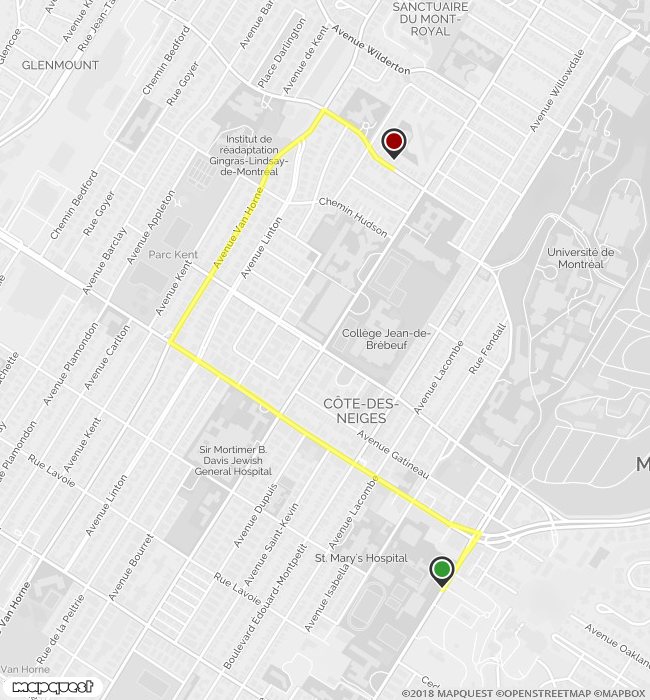 SANCTUAIRE
DU MONT-
ROYAL
Avenue Wilderton
Avenue Willowdale
Place Darlington
Avenue de Kent
Chemin Bedford
Rue Goyer
GLENMOUNT
Institut de
réadaptation
Gingras-Lindsay-
de-Montréal
Chemin Bedford
Rue Goyer
Avenue Barclay
Avenue Appleton
Avenue Van Horne
Avenue Linton
Chemin Hudson
Université de
Montréal
Parc Kent
Avenue Kent
Collège Jean-de-
Brébeuf
Avenue Lacombe
Rue Fendall
Avenue Plamondon
Avenue Carlton
CÔTE-DES-
NEIGES
Avenue Gatineau
Avenue Kent
Rue Lavoie
Sir Mortimer B.
Davis Jewish
General Hospital
Avenue Linton
Avenue Dupuis
Avenue Saint-Kevin
Avenue Lacombe
St. Mary's Hospital
Avenue Bourret
Rue Lavoie
Boulevard Edouard-Montpetit
Avenue Isabella
Van Horne
Rue de la Peltrie
Van Horne
mapquest
©2018 MAPQUEST ©OPENSTREETMAP ©MAPBOX